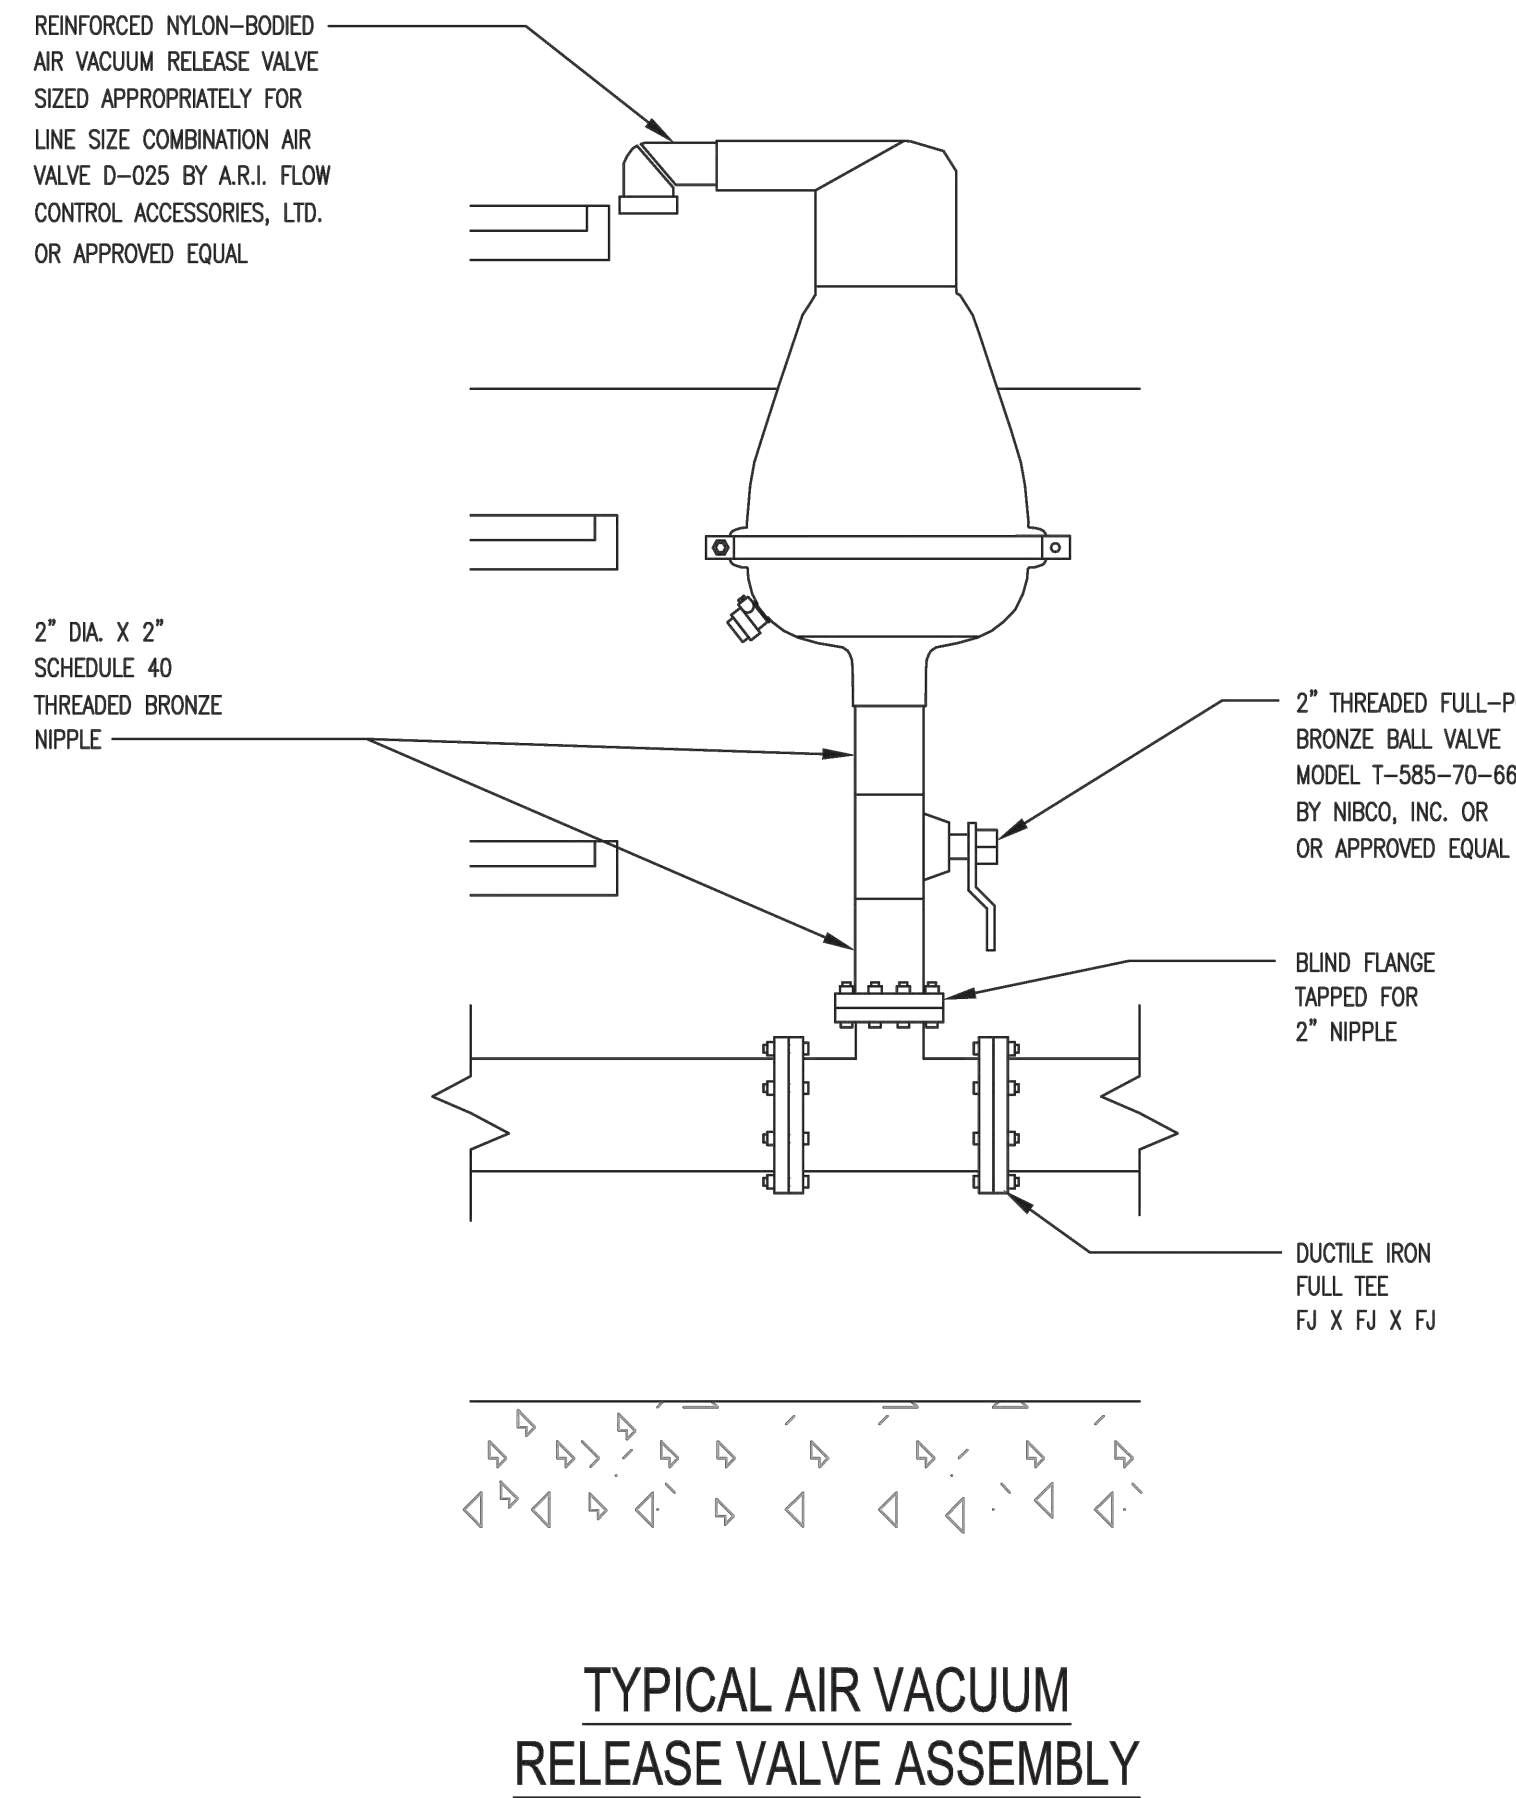 REINFORCED NYLON-BODIED
AIR VACUUM RELEASE VALVE
SIZED APPROPRIATELY FOR
LINE SIZE COMBINATION AIR
VALVE D-025 BY A.R.I. FLOW
CONTROL ACCESSORIES, LTD.
OR APPROVED EQUAL
2" DIA. X 2"
SCHEDULE 40
THREADED BRONZE
NIPPLE
2" THREADED FULL-P
BRONZE BALL VALVE
MODEL T-585-70-66
BY NIBCO, INC. OR
OR APPROVED EQUAL
BLIND FLANGE
TAPPED FOR
2" NIPPLE
DUCTILE IRON
FULL TEE
FJ X FJ X FJ
TYPICAL AIR VACUUM
RELEASE VALVE ASSEMBLY